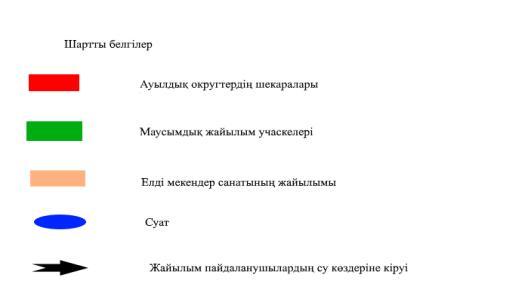 Шартты белгілер
Ауылдық округтердің шекаралары
Маусымдық жайылым учаскелері
Елді мекендер санатының жайылымы
Суат
Жайылым пайдаланушылардың су көздеріне кіруі